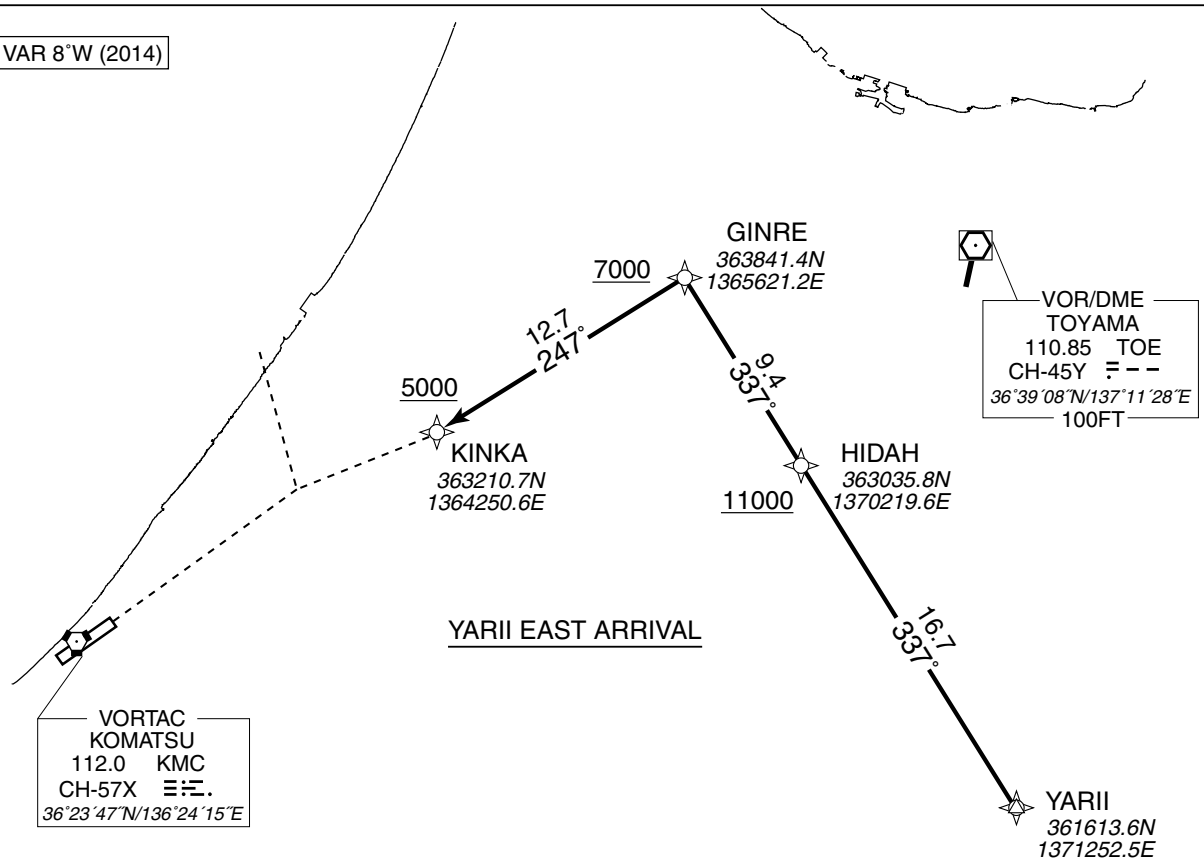 VAR 8˚W (2014)
GINRE
363841.4N
1365621.2E
7000
12.7
247˚
9.4
337˚
VOR/DME
TOYAMA
110.85 TOE
CH-45Y
36˚39´08˝N/137˚11´28˝E
100FT
5000
KINKA
363210.7N
1364250.6E
HIDAH
363035.8N
1370219.6E
11000
16.7
337˚
YARII EAST ARRIVAL
VORTAC
KOMATSU
112.0 KMC
CH-57X
36˚23´47˝N/136˚24´15˝E
YARII
361613.6N
1371252.5E